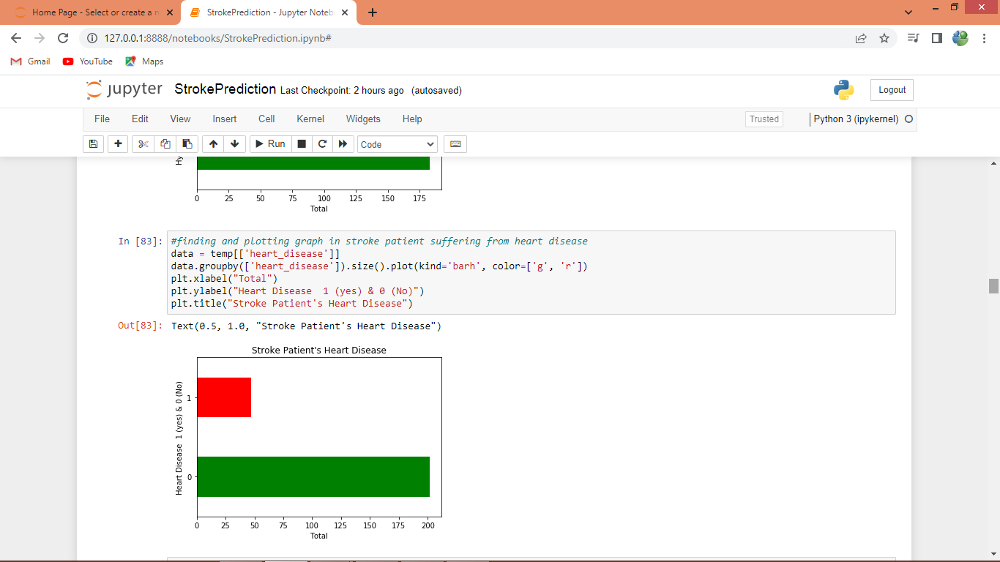 Home Page - Select or create a n
StrokePrediction - Jupyter Noteb
127.0.0.1:8888/notebooks/StrokePrediction.ipynb#
Gmail YouTube Maps
jupyter StrokePrediction Last Checkpoint: 2 hours ago (autosaved)
Logout
File Edit View Insert Cell Kernel Widgets Help
Trusted
Python 3 (ipykernel)
Run
Code
Hy
0 25 50 75 100 125 150 175
Total
In [83]:
#finding and plotting graph in stroke patient suffering from heart disease
data = temp[['heart_disease']]
data.groupby(['heart_disease']).size().plot(kind='barh', color=['g', 'r'])
plt.xlabel("Total")
plt.ylabel("Heart Disease  1 (yes) & 0 (No)")
plt.title("Stroke Patient's Heart Disease")
Out[83]:
Text(0.5, 1.0, "Stroke Patient's Heart Disease")
Stroke Patient's Heart Disease
Heart Disease  1 (yes) & 0 (No)
1
0
0 25 50 75 100 125 150 175 200
Total